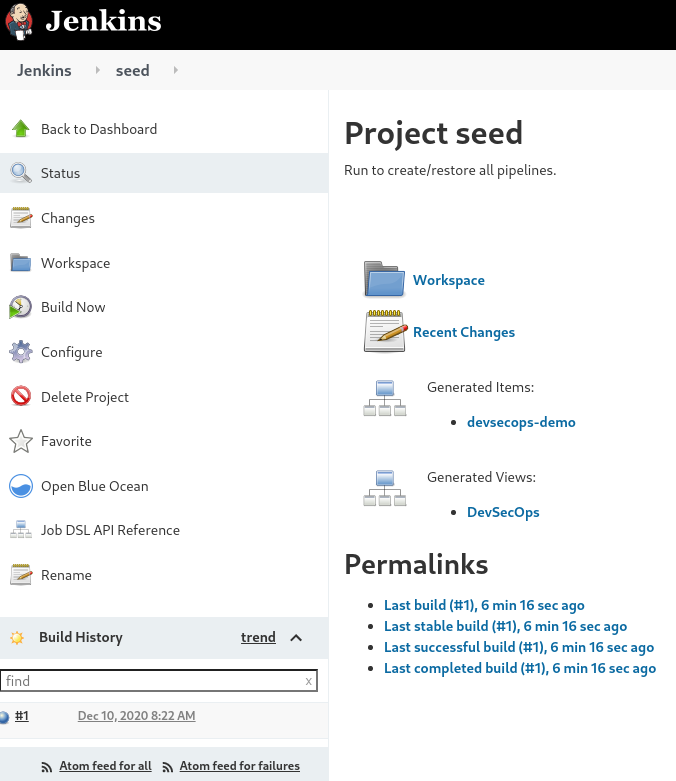 Jenkins
Jenkins seed
Back to Dashboard
Status
Changes
Workspace
Build Now
Configure
Delete Project
Favorite
Open Blue Ocean
Job DSL API Reference
Rename
Build History trend
find x
#1 Dec 10, 2020 8:22 AM
Atom feed for all Atom feed for failures
Project seed
Run to create/restore all pipelines.
Workspace
Recent Changes
Generated Items:
devsecops-demo
Generated Views:
DevSecOps
Permalinks
Last build (#1), 6 min 16 sec ago
Last stable build (#1), 6 min 16 sec ago
Last successful build (#1), 6 min 16 sec ago
Last completed build (#1), 6 min 16 sec ago